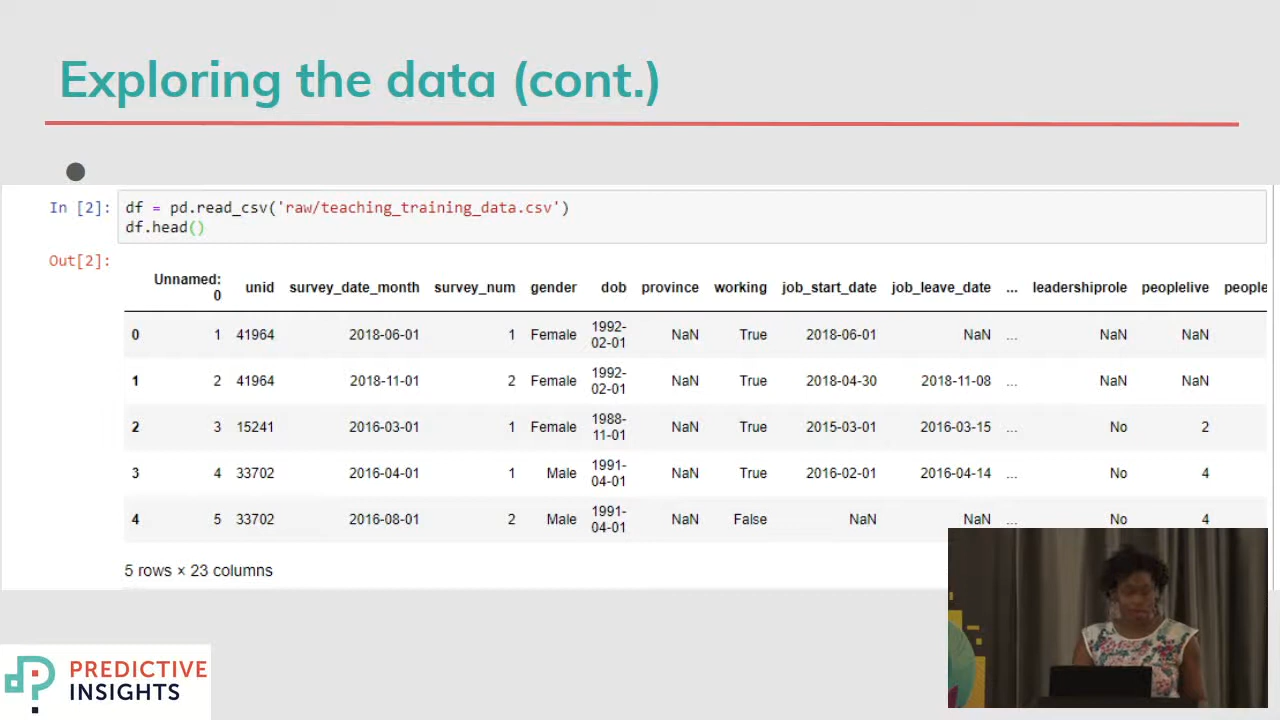 Exploring the data (cont.)
In [2]: df = pd.read_csv('raw/teaching_training_data.csv')
df.head()
Out[2]:
Unnamed: 0 unid survey_date_month survey_num gender dob province working job_start_date job_leave_date ... leadershiprole peoplelive people
0 1 41964 2018-06-01 1 Female 1992-02-01 NaN True 2018-06-01 NaN ... NaN NaN
1 2 41964 2018-11-01 2 Female 1992-02-01 NaN True 2018-04-30 2018-11-08 ... NaN NaN
2 3 15241 2016-03-01 1 Female 1988-11-01 NaN True 2015-03-01 2016-03-15 ... No 2
3 4 33702 2016-04-01 1 Male 1991-04-01 NaN True 2016-02-01 2016-04-14 ... No 4
4 5 33702 2016-08-01 2 Male 1991-04-01 NaN False NaN NaN ... No 4
5 rows × 23 columns
PREDICTIVE
INSIGHTS